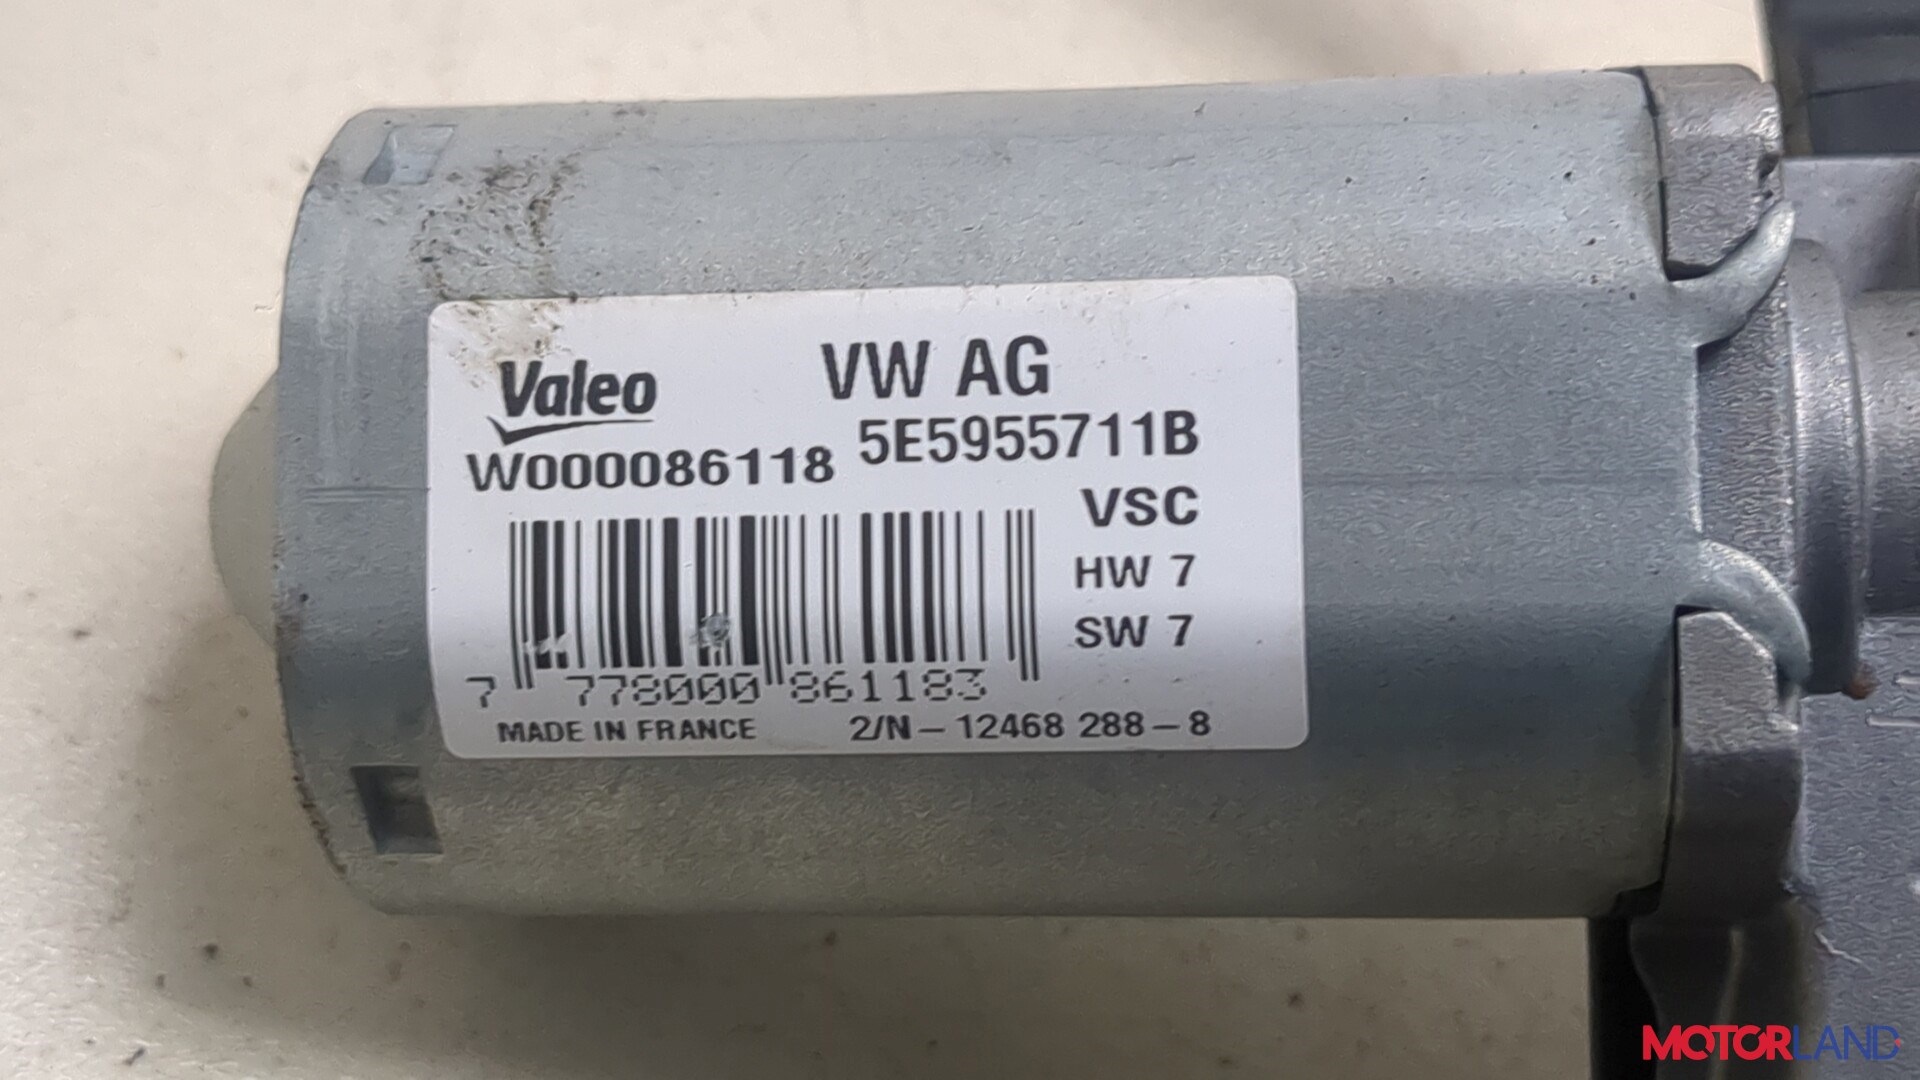 Valeo VW AG
W000086118 5E5955711B
VSC
HW 7
SW 7
7 778000 861183
MADE IN FRANCE 2/N - 12468 288 - 8
MOTORLAND